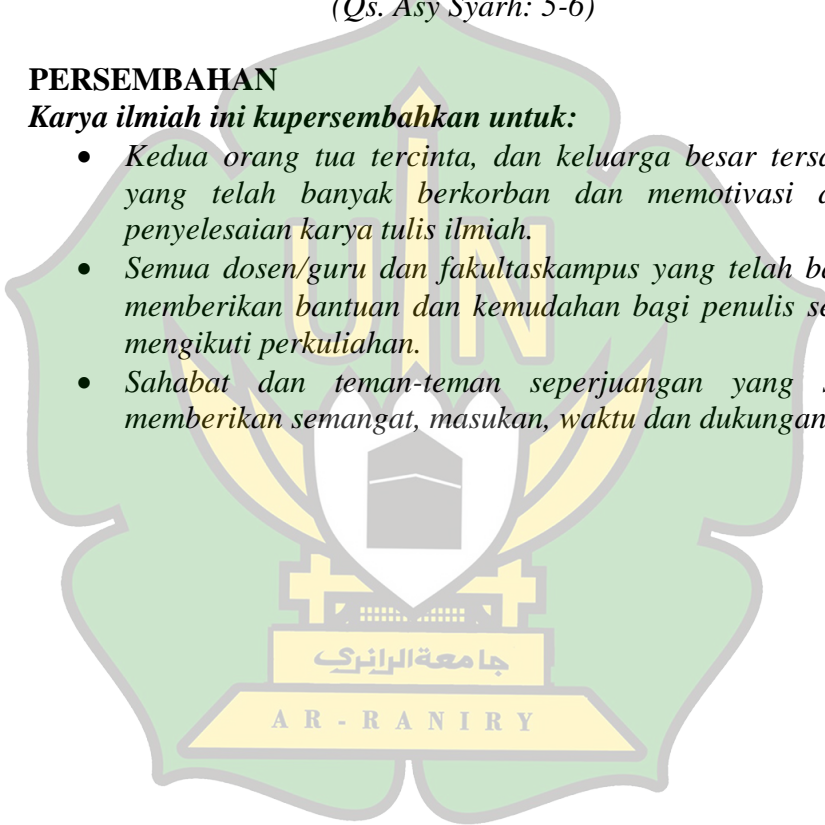 (Qs. Asy Syarh: 5-6)
PERSEMBAHAN
Karya ilmiah ini kupersembahkan untuk:
• Kedua orang tua tercinta, dan keluarga besar
yang telah banyak berkorban dan memotivasi
penyelesaian karya tulis ilmiah.
• Semua dosen/guru dan fakultaskampus yang telah
memberikan bantuan dan kemudahan bagi penulis
mengikuti perkuliahan.
• Sahabat dan teman-teman seperjuangan yang
memberikan semangat, masukan, waktu dan dukungan
UIN
جامعةالرانري
AR-RANIRY